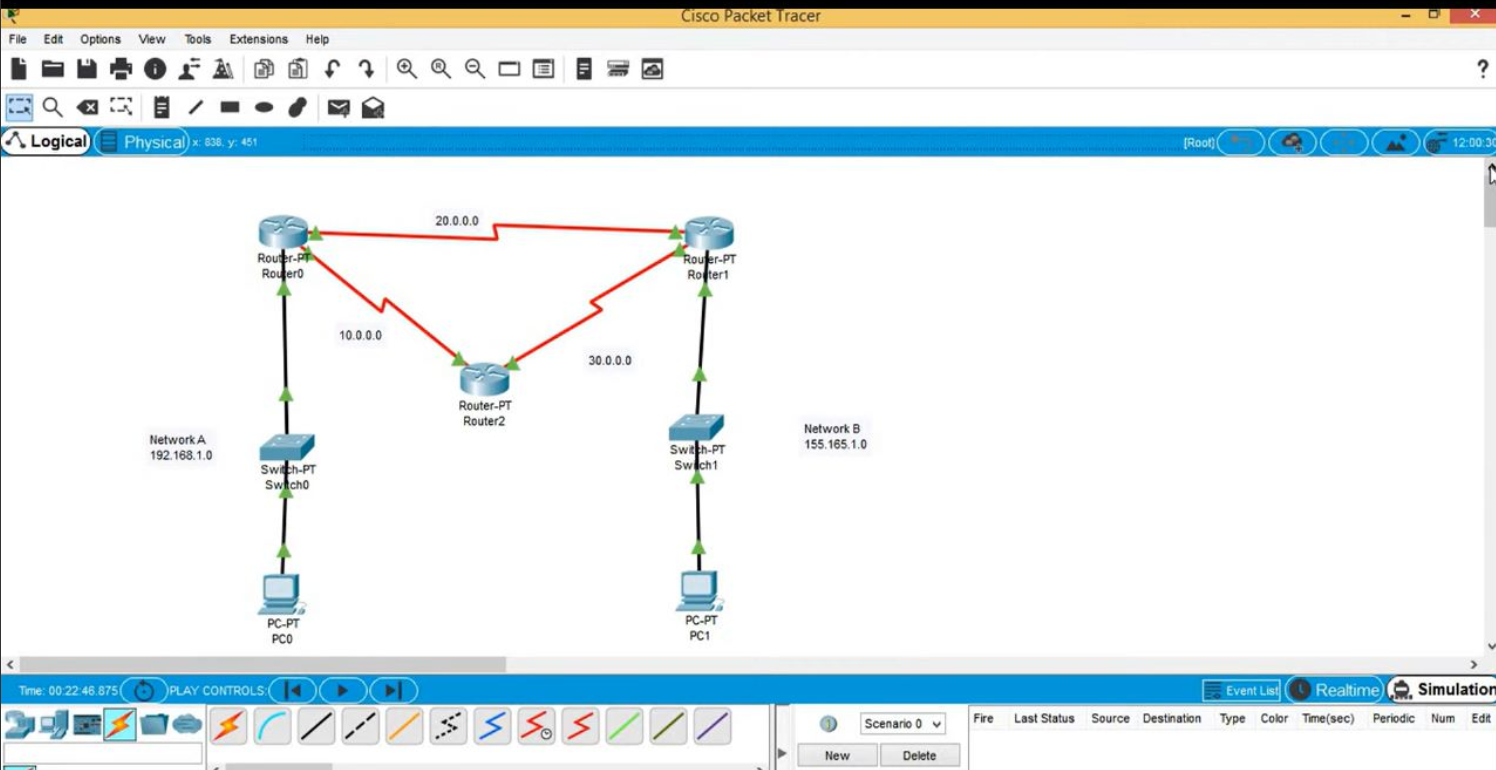 Cisco Packet Tracer
File Edit Options View Tools Extensions Help
?
Logical Physical x: 838, y: 451 [Root] 12:00:30
20.0.0.0
Router-PT
Router0
Router-PT
Router1
10.0.0.0
30.0.0.0
Router-PT
Router2
Network A
192.168.1.0
Switch-PT
Switch0
Switch-PT
Switch1
Network B
155.165.1.0
PC-PT
PC0
PC-PT
PC1
Time: 00:22:46.875 PLAY CONTROLS: Event List Realtime Simulation
Scenario 0 Fire Last Status Source Destination Type Color Time(sec) Periodic Num Edit
New Delete